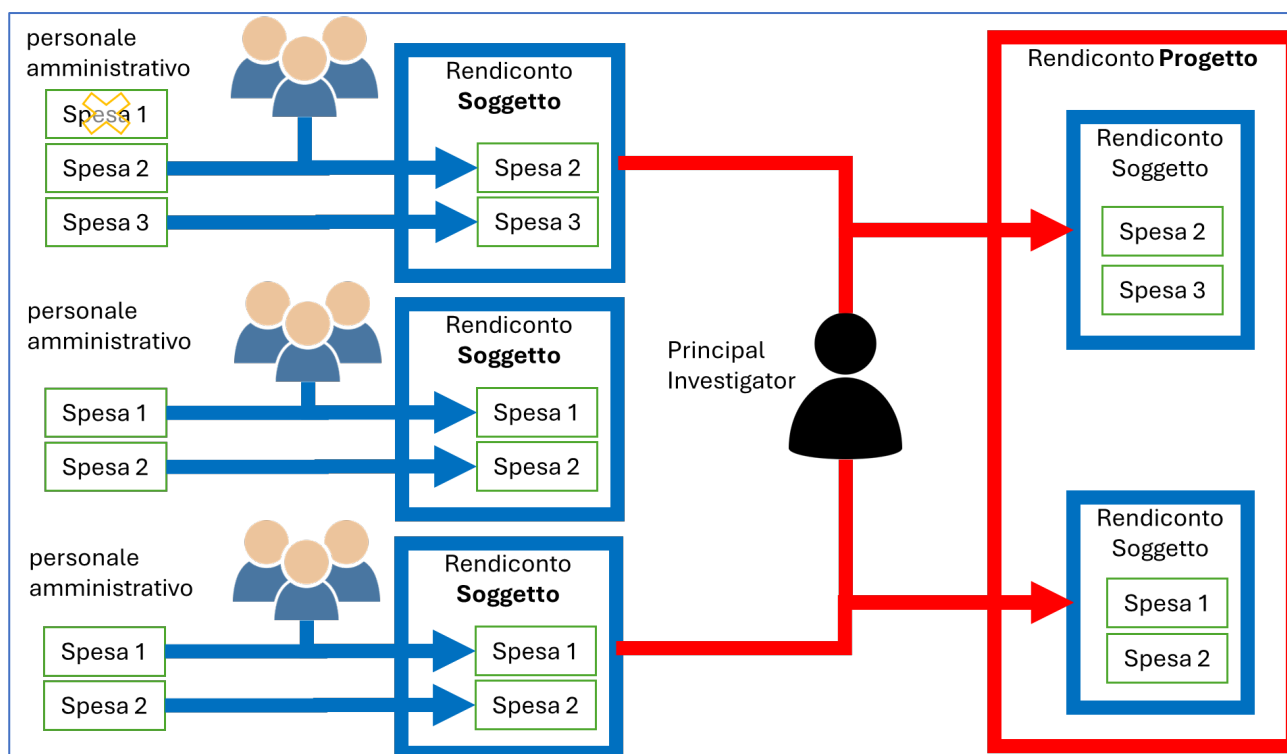 personale
amministrativo
Spesa 1
Spesa 2
Spesa 3
Rendiconto
Soggetto
Spesa 2
Spesa 3
personale
amministrativo
Spesa 1
Spesa 2
Rendiconto
Soggetto
Spesa 1
Spesa 2
personale
amministrativo
Spesa 1
Spesa 2
Rendiconto
Soggetto
Spesa 1
Spesa 2
Principal
Investigator
Rendiconto Progetto
Rendiconto
Soggetto
Spesa 2
Spesa 3
Rendiconto
Soggetto
Spesa 1
Spesa 2